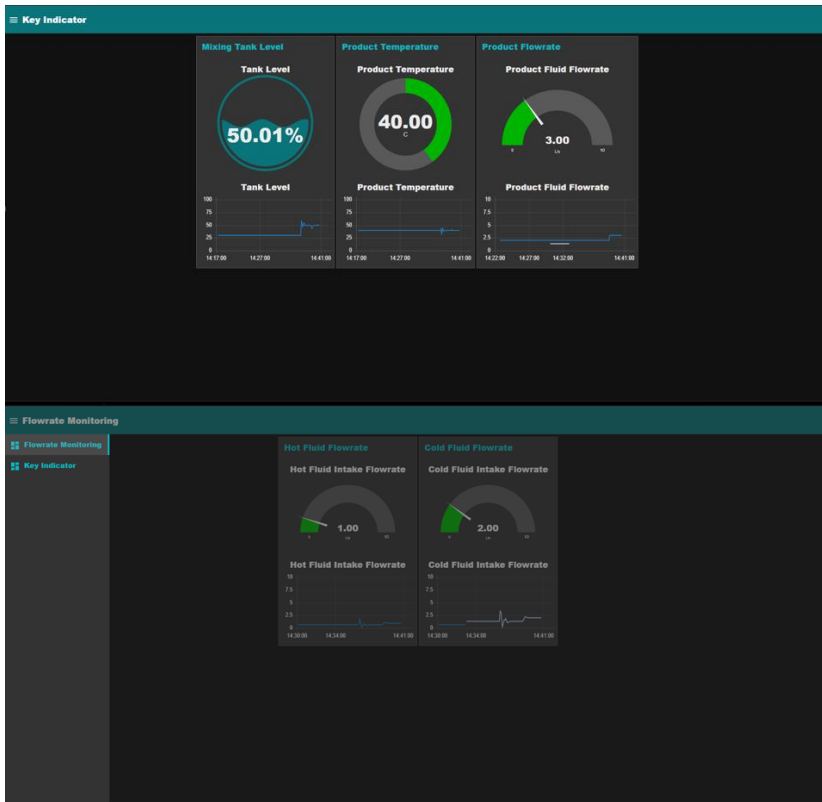 Key Indicator
Mixing Tank Level
Product Temperature
Product Flowrate
Tank Level
Product Temperature
Product Fluid Flowrate
50.01%
40.00
C
3.00
L/s
0
10
Tank Level
Product Temperature
Product Fluid Flowrate
100
75
50
25
0
14:17:00 14:27:00 14:41:00
100
75
50
25
0
14:17:00 14:27:00 14:41:00
10
7.5
5
2.5
0
14:22:00 14:27:00 14:32:00 14:41:00
Flowrate Monitoring
Flowrate Monitoring
Key Indicator
Hot Fluid Flowrate
Cold Fluid Flowrate
Hot Fluid Intake Flowrate
Cold Fluid Intake Flowrate
1.00
0
10
2.00
0
10
Hot Fluid Intake Flowrate
Cold Fluid Intake Flowrate
10
7.5
5
2.5
0
14:30:00 14:34:00 14:41:00
10
7.5
5
2.5
0
14:30:00 14:34:00 14:41:00